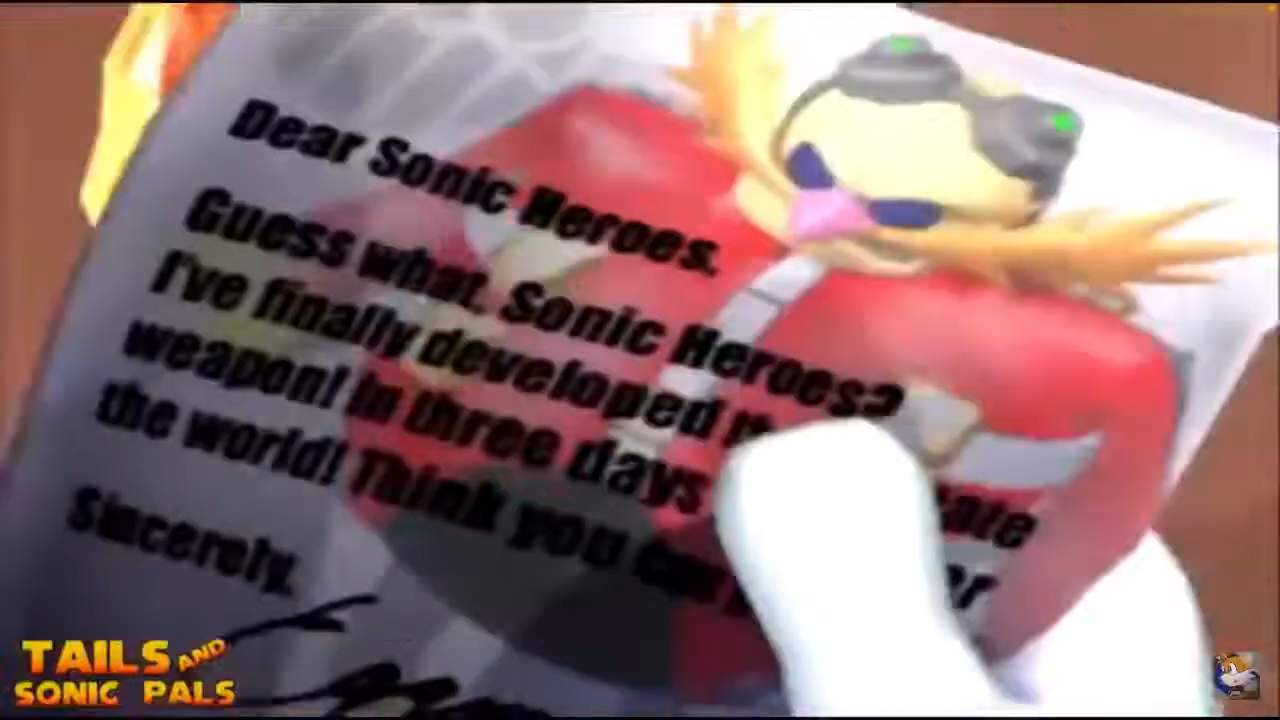 Dear Sonic Heroes,
Guess what, Sonic Heroes?
I've finally developed
weapon! In three days
the world! Think you can
Sincerely,
TAILS AND
SONIC PALS